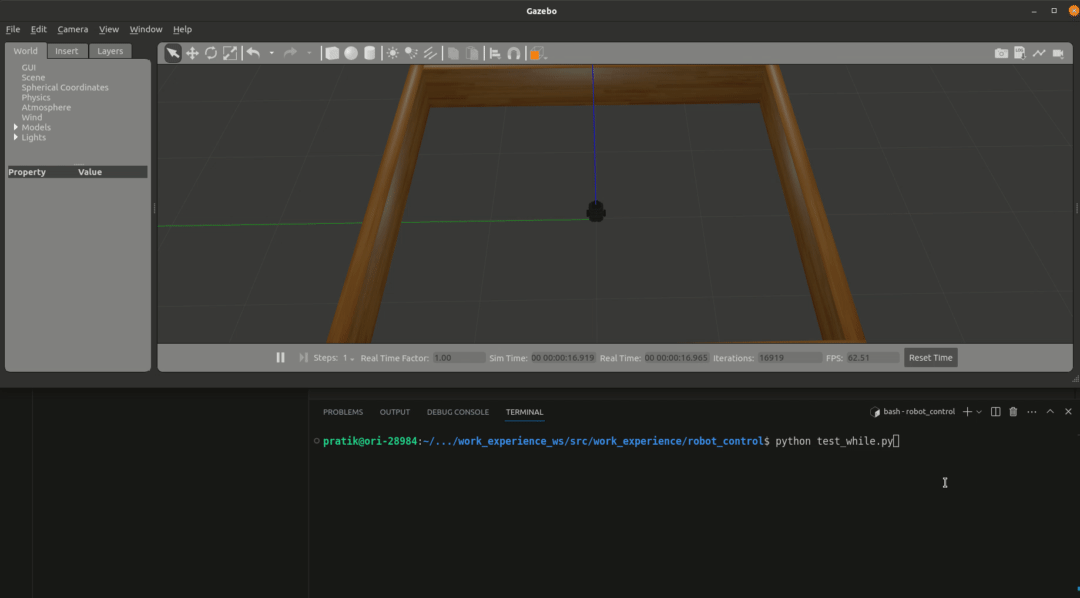 Gazebo
File Edit Camera View Window Help
World Insert Layers
GUI
Scene
Spherical Coordinates
Physics
Atmosphere
Wind
Models
Lights
Property Value
Steps: 1 Real Time Factor: 1.00 Sim Time: 00 00:00:16.919 Real Time: 00 00:00:16.965 Iterations: 16919 FPS: 62.51 Reset Time
PROBLEMS OUTPUT DEBUG CONSOLE TERMINAL bash - robot_control
pratik@ori-28984:~/.../work_experience_ws/src/work_experience/robot_control$ python test_while.py